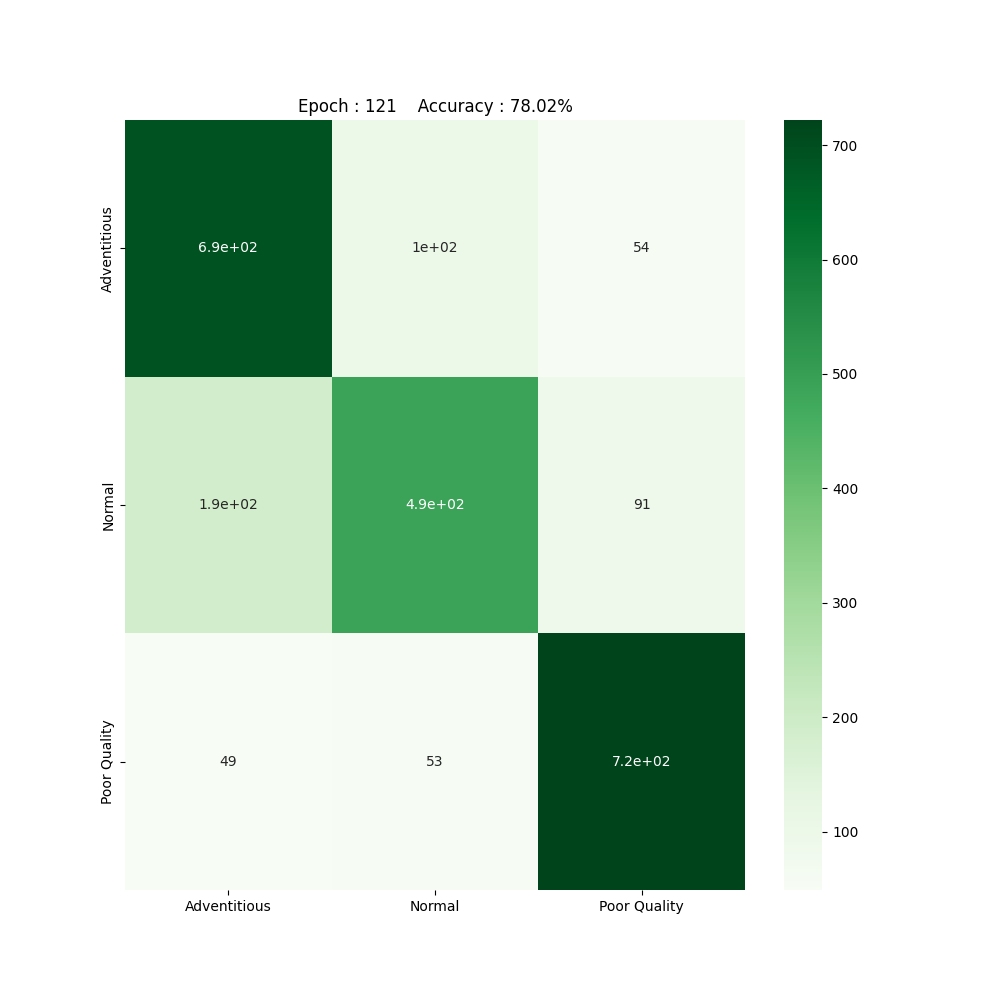 Epoch : 121    Accuracy : 78.02%
Adventitious
6.9e+02
1e+02
54
Normal
1.9e+02
4.9e+02
91
Poor Quality
49
53
7.2e+02
Adventitious
Normal
Poor Quality
700
600
500
400
300
200
100